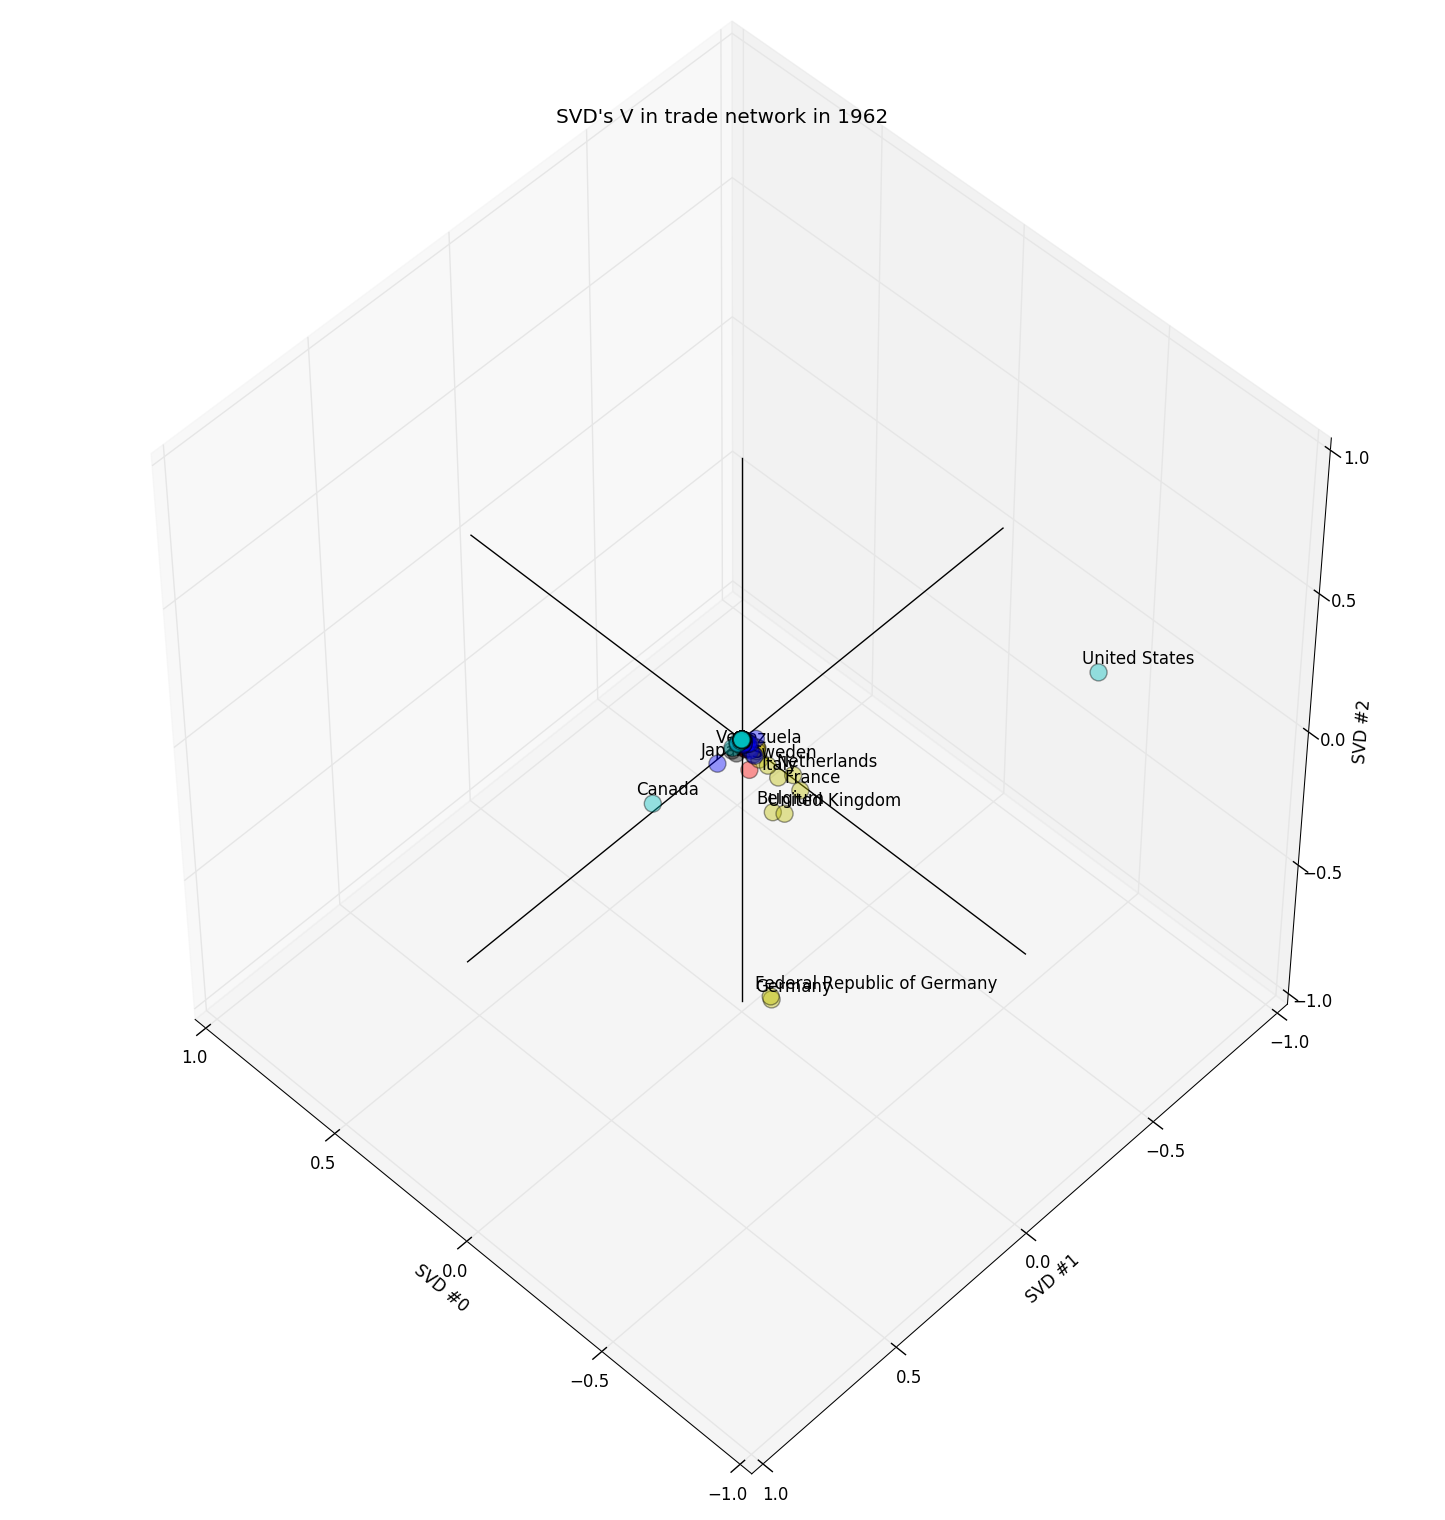 SVD's V in trade network in 1962
1.0
United States
0.5
SVD #2
Venezuela
0.0
Japan
Sweden
Italy
Netherlands
France
Canada
Belgium
United Kingdom
−0.5
Federal Republic of Germany
Germany
−1.0
−1.0
1.0
−0.5
0.5
0.0
SVD #1
0.0
SVD #0
0.5
−0.5
−1.0
1.0